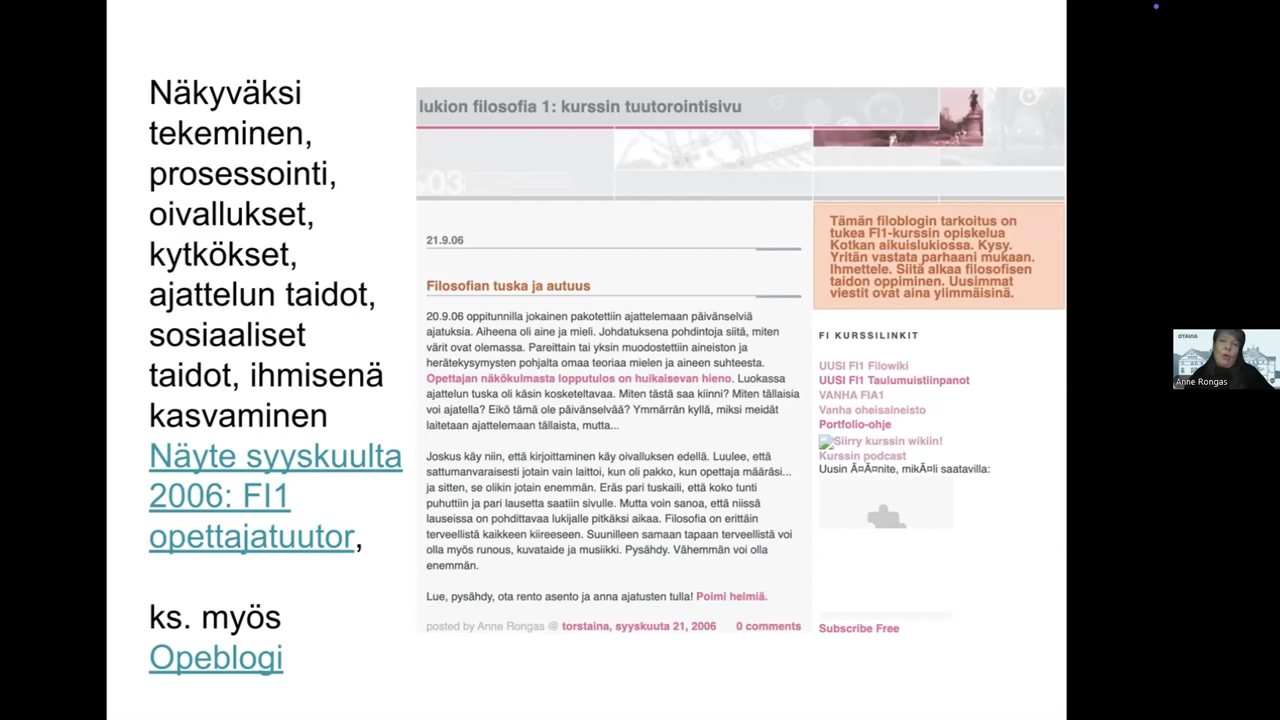 Näkyväksi
tekeminen,
prosessointi,
oivallukset,
kytkökset,
ajattelun taidot,
sosiaaliset
taidot, ihmisenä
kasvaminen
Näyte syyskuulta
2006: FI1
opettajatuutor,
ks. myös
Opeblogi
lukion filosofia 1: kurssin tuutorointisivu
03
21.9.06
Filosofian tuska ja autuus
20.9.06 oppitunnilla jokainen pakotettiin ajattelemaan päivänselviä
ajatuksia. Aiheena oli aine ja mieli. Johdatuksena pohdintoja siitä, miten
värit ovat olemassa. Pareittain tai yksin muodostettiin aineiston ja
herätekysymysten pohjalta omaa teoriaa mielen ja aineen suhteesta.
Opettajan näkökulmasta lopputulos on huikaisevan hieno. Luokassa
ajattelun tuska oli käsin kosketeltavaa. Miten tästä saa kiinni? Miten tällaisia
voi ajatella? Eikö tämä ole päivänselvää? Ymmärrän kyllä, miksi meidät
laitetaan ajattelemaan tällaista, mutta...
Joskus käy niin, että kirjoittaminen käy oivalluksen edellä. Luulee, että
sattumanvaraisesti jotain vain laittoi, kun oli pakko, kun opettaja määräsi...
ja sitten, se olikin jotain enemmän. Eräs pari tuskaili, että koko tunti
puhuttiin ja pari lausetta saatiin sivulle. Mutta voin sanoa, että niissä
lauseissa on pohdittavaa lukijalle pitkäksi aikaa. Filosofia on erittäin
terveellistä kaikkeen kiireeseen. Suunilleen samaan tapaan terveellistä voi
olla myös runous, kuvataide ja musiikki. Pysähdy. Vähemmän voi olla
enemmän.
Lue, pysähdy, ota rento asento ja anna ajatusten tulla! Poimi helmiä.
posted by Anne Rongas @ torstaina, syyskuuta 21, 2006 0 comments
Tämän filoblogin tarkoitus on
tukea FI1-kurssin opiskelua
Kotkan aikuislukiossa. Kysy.
Yritän vastata parhaani mukaan.
Ihmettele. Siitä alkaa filosofisen
taidon oppiminen. Uusimmat
viestit ovat aina ylimmäisinä.
FI KURSSILINKIT
UUSI FI1 Filowiki
UUSI FI1 Taulumuistiinpanot
VANHA FIA1
Vanha oheisaineisto
Portfolio-ohje
Siirry kurssin wikiin!
Kurssin podcast
Uusin Ã¤Ã¤nite, mikÃ¤li saatavilla:
Subscribe Free
OTAVIA
Anne Rongas